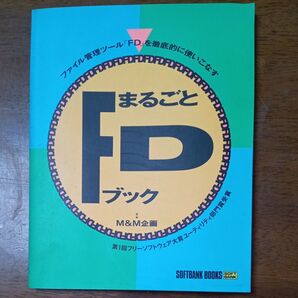 ファイル管理ツール「FD」を徹底的に使いこなす
まるごと
FD
ブック
M&M企画
第1回フリーソフトウェア大賞ユーティリティ部門賞受賞
SOFTBANK BOOKS